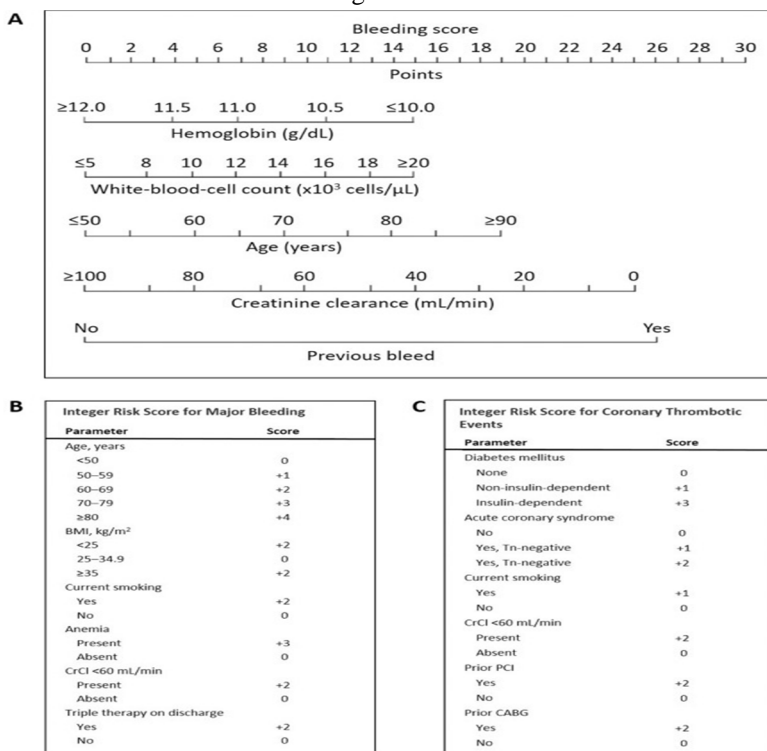 A
Bleeding score
0 2 4 6 8 10 12 14 16 18 20 22 24 26 28 30
Points
≥12.0 11.5 11.0 10.5 ≤10.0
Hemoglobin (g/dL)
≤5 8 10 12 14 16 18 ≥20
White-blood-cell count (x10³ cells/µL)
≤50 60 70 80 ≥90
Age (years)
≥100 80 60 40 20 0
Creatinine clearance (mL/min)
No Yes
Previous bleed
B
Integer Risk Score for Major Bleeding
Parameter Score
Age, years
<50 0
50–59 +1
60–69 +2
70–79 +3
≥80 +4
BMI, kg/m²
<25 +2
25–34.9 0
≥35 +2
Current smoking
Yes +2
No 0
Anemia
Present +3
Absent 0
CrCl <60 mL/min
Present +2
Absent 0
Triple therapy on discharge
Yes +2
No 0
C
Integer Risk Score for Coronary Thrombotic
Events
Parameter Score
Diabetes mellitus
None 0
Non-insulin-dependent +1
Insulin-dependent +3
Acute coronary syndrome
No 0
Yes, Tn-negative +1
Yes, Tn-negative +2
Current smoking
Yes +1
No 0
CrCl <60 mL/min
Present +2
Absent 0
Prior PCI
Yes +2
No 0
Prior CABG
Yes +2
No 0